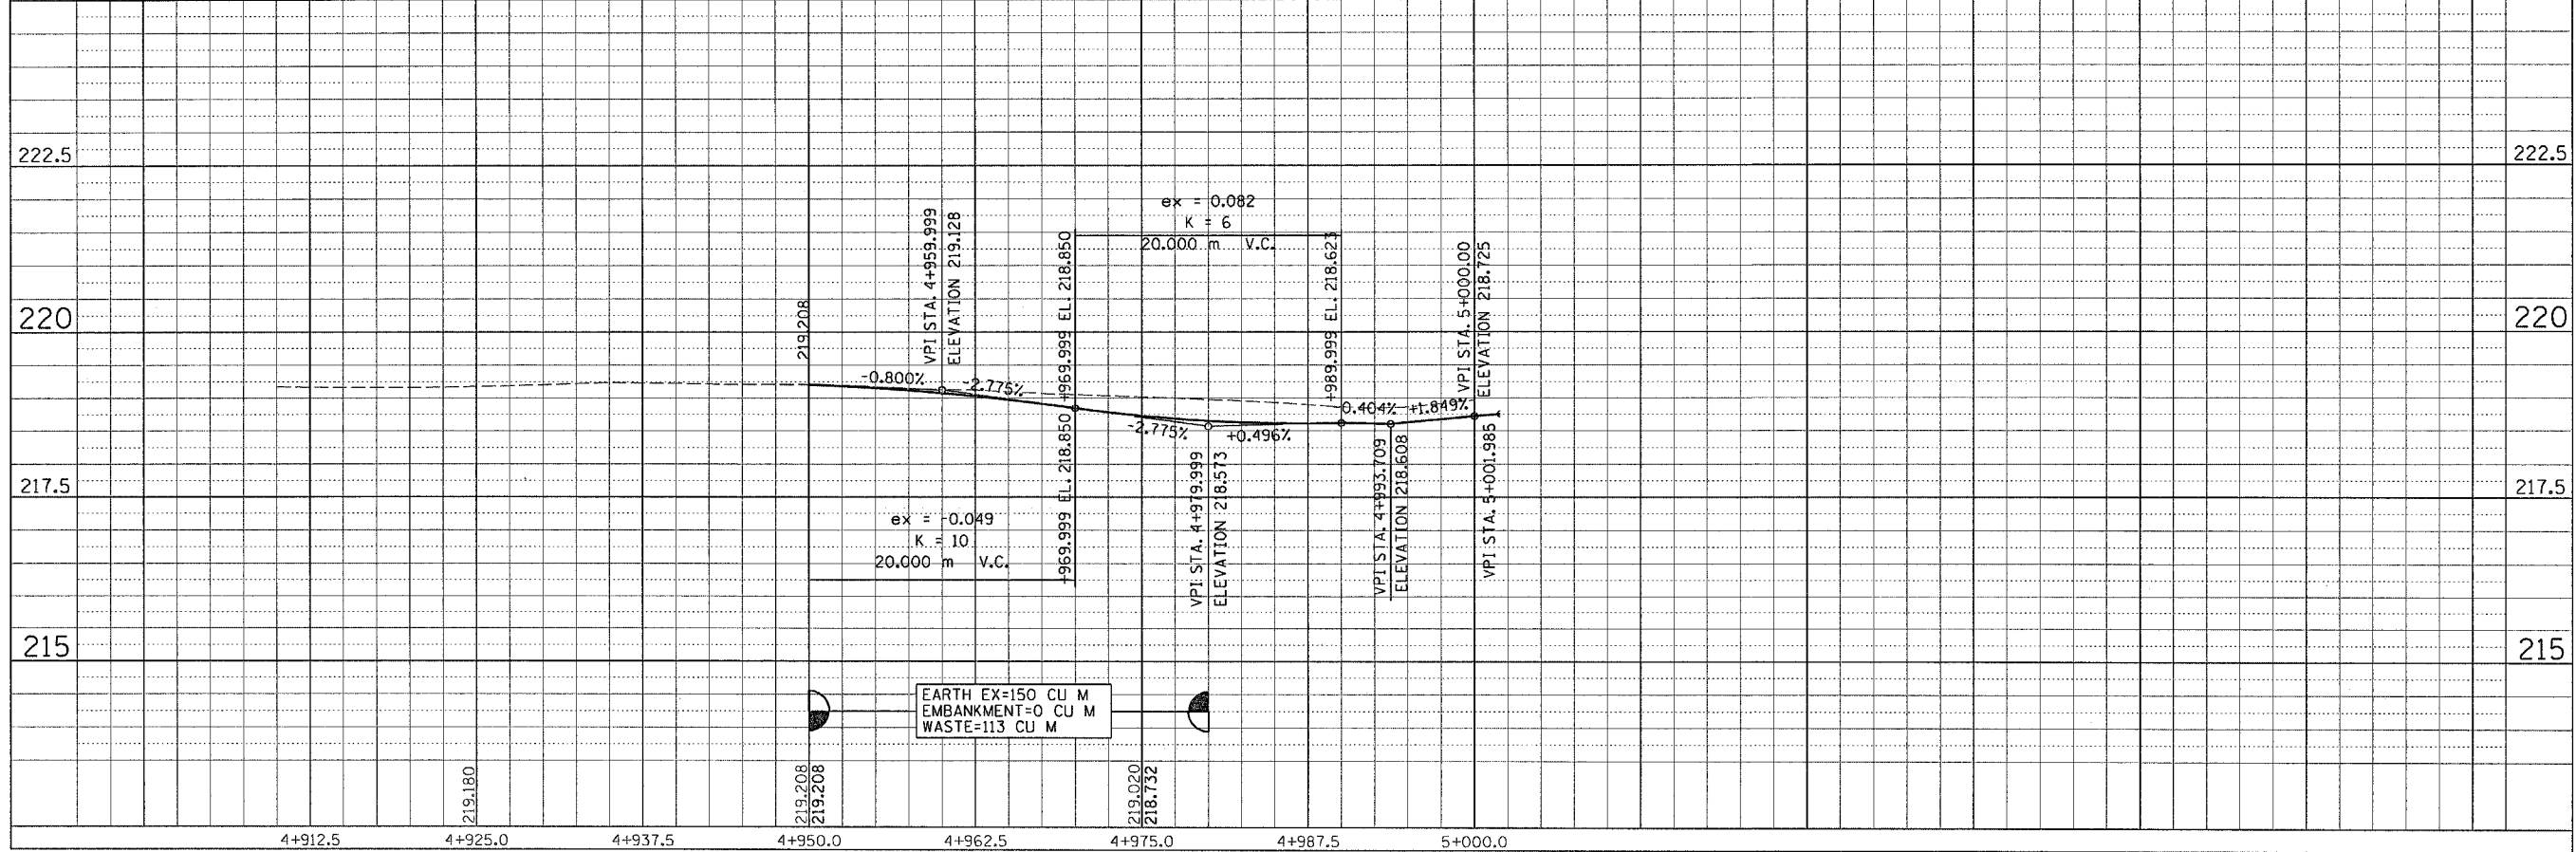 222.5
222.5
ex = 0.082
K = 6
20.000 m V.C.
VPI STA. 4+959.999
ELEVATION 219.128
+969.999 EL. 218.850
+989.999 EL. 218.623
VPI STA. 5+000.00
ELEVATION 218.725
219.208
220
220
-0.800%
-2.775%
0.404%
+1.849%
-2.775%
+0.496%
217.5
217.5
ex = -0.049
K = 10
20.000 m V.C.
+969.999 EL. 218.850
VPI STA. 4+979.999
ELEVATION 218.573
VPI STA. 4+993.709
ELEVATION 218.608
VPI STA. 5+001.985
215
215
EARTH EX=150 CU M
EMBANKMENT=0 CU M
WASTE=113 CU M
219.180
219.208
219.208
219.020
218.732
4+912.5
4+925.0
4+937.5
4+950.0
4+962.5
4+975.0
4+987.5
5+000.0